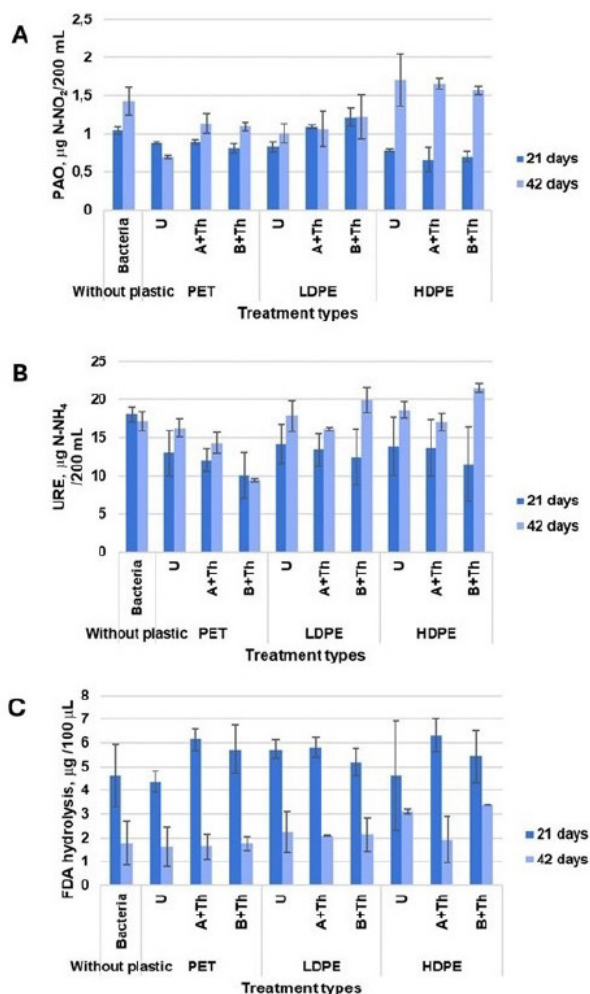 A
PAO, µg N-NO₂/200 mL
2,5
2
1,5
1
0,5
0
Bacteria
U
A+Th
B+Th
U
A+Th
B+Th
U
A+Th
B+Th
Without plastic
PET
LDPE
HDPE
Treatment types
21 days
42 days
B
URE, µg N-NH₄
/200 mL
25
20
15
10
5
0
Bacteria
U
A+Th
B+Th
U
A+Th
B+Th
U
A+Th
B+Th
Without plastic
PET
LDPE
HDPE
Treatment types
21 days
42 days
C
FDA hydrolysis, µg /100 µL
8
7
6
5
4
3
2
1
0
Bacteria
U
A+Th
B+Th
U
A+Th
B+Th
U
A+Th
B+Th
Without plastic
PET
LDPE
HDPE
Treatment types
21 days
42 days